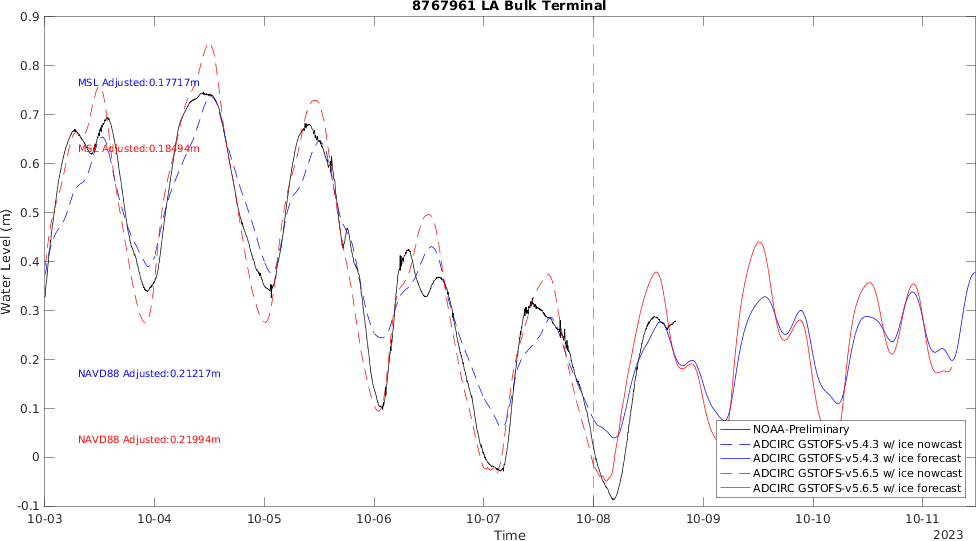 8767961 LA Bulk Terminal
0.9
0.8
0.7
0.6
0.5
0.4
0.3
0.2
0.1
0
-0.1
Water Level (m)
MSL Adjusted:0.17717m
MSL Adjusted:0.18494m
NAVD88 Adjusted:0.21217m
NAVD88 Adjusted:0.21994m
NOAA-Preliminary
ADCIRC GSTOFS-v5.4.3 w/ ice nowcast
ADCIRC GSTOFS-v5.4.3 w/ ice forecast
ADCIRC GSTOFS-v5.6.5 w/ ice nowcast
ADCIRC GSTOFS-v5.6.5 w/ ice forecast
10-03 10-04 10-05 10-06 10-07 10-08 10-09 10-10 10-11
Time
2023